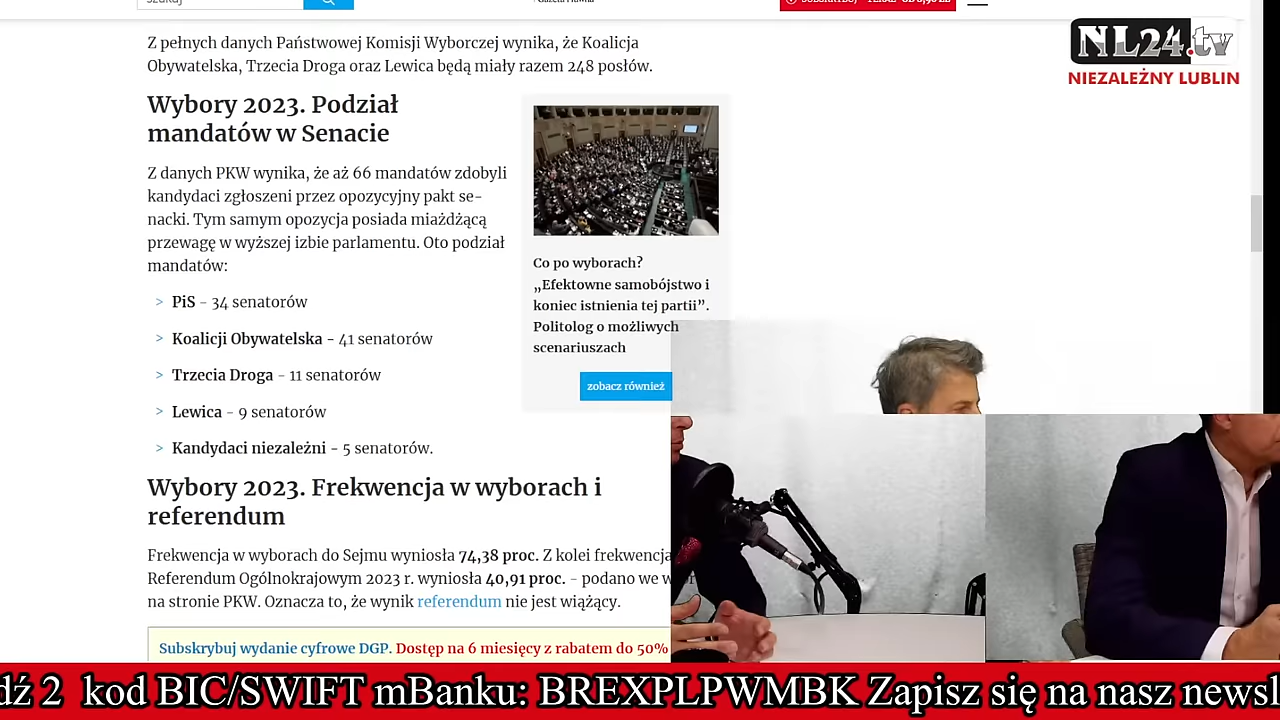 szukaj
Z pełnych danych Państwowej Komisji Wyborczej wynika, że Koalicja
Obywatelska, Trzecia Droga oraz Lewica będą miały razem 248 posłów.
Wybory 2023. Podział
mandatów w Senacie
Z danych PKW wynika, że aż 66 mandatów zdobyli
kandydaci zgłoszeni przez opozycyjny pakt se-
nacki. Tym samym opozycja posiada miażdżącą
przewagę w wyższej izbie parlamentu. Oto podział
mandatów:
> PiS - 34 senatorów
> Koalicji Obywatelska - 41 senatorów
> Trzecia Droga - 11 senatorów
> Lewica - 9 senatorów
> Kandydaci niezależni - 5 senatorów.
Co po wyborach?
„Efektowne samobójstwo i
koniec istnienia tej partii”.
Politolog o możliwych
scenariuszach
zobacz również
Wybory 2023. Frekwencja w wyborach i
referendum
Frekwencja w wyborach do Sejmu wyniosła 74,38 proc. Z kolei frekwencja
Referendum Ogólnokrajowym 2023 r. wyniosła 40,91 proc. - podano we
na stronie PKW. Oznacza to, że wynik referendum nie jest wiążący.
Subskrybuj wydanie cyfrowe DGP. Dostęp na 6 miesięcy z rabatem do 50%
NL24.tv
NIEZALEŻNY LUBLIN
dź 2 kod BIC/SWIFT mBanku: BREXPLPWMBK Zapisz się na nasz newsl